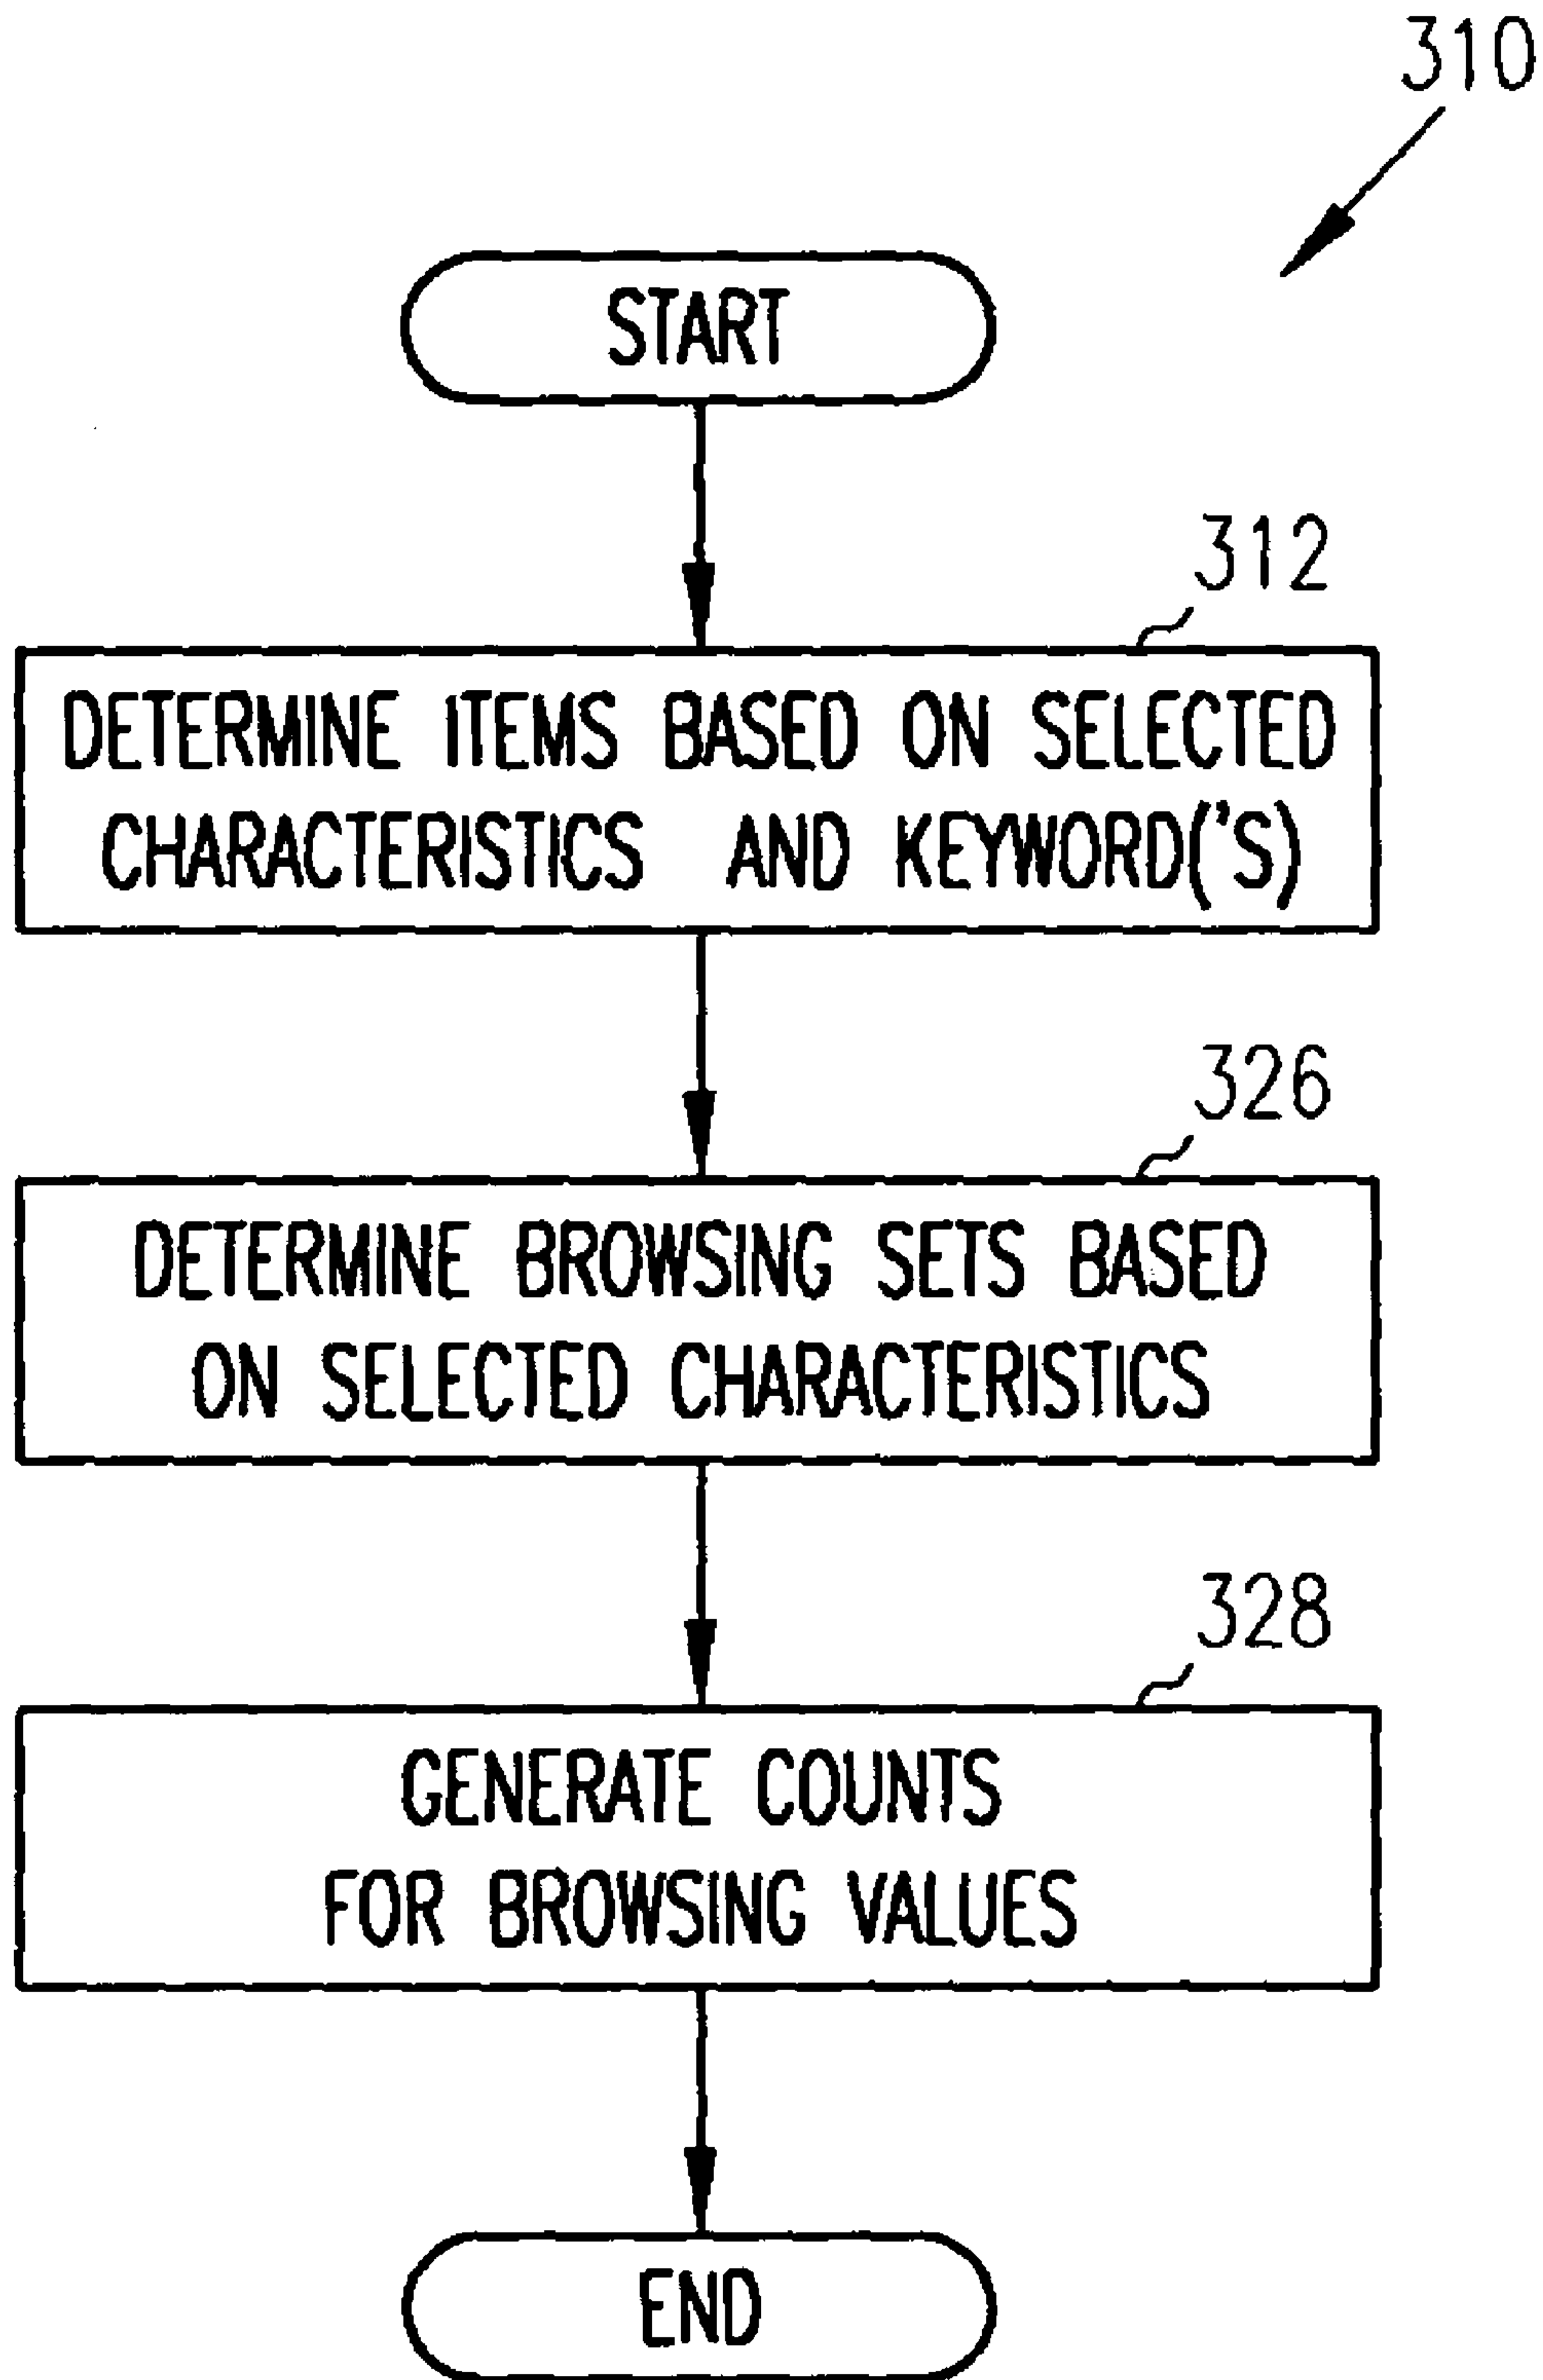 310
START
312
DETERMINE ITEMS BASED ON SELECTED
CHARACTERISTICS AND KEYWORD('S)
326
DETERMINE BROWSING SETS BASED
ON SELECTED CHARACTERISTICS
328
GENERATE COUNTS
FOR BROWSING VALUES
END